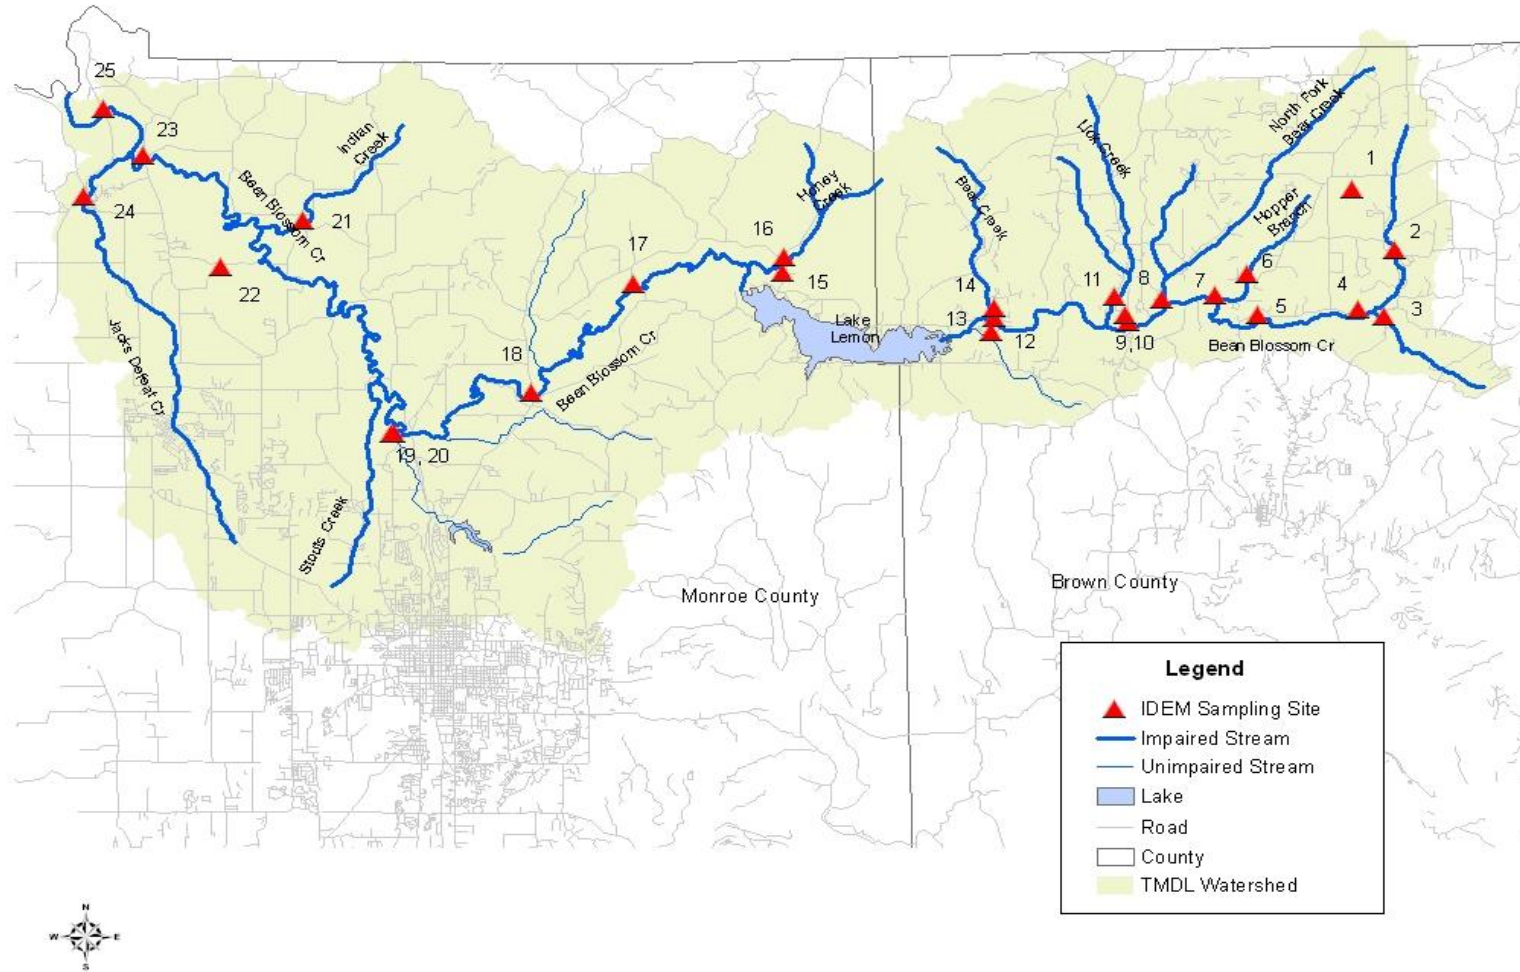 25
23
24
Indian
Creek
Bean Blossom Cr
21
22
Jacks Defeat Cr
Stouts Creek
19, 20
18
Bean Blossom Cr
17
16
15
Honey
Creek
Lake
Lemon
Bear Creek
14
13
12
Lick Creek
11
9,10
8
7
North Fork
Bear Creek
Hopper
Branch
6
5
Bean Blossom Cr
4
3
2
1
Monroe County
Brown County
Legend
IDEM Sampling Site
Impaired Stream
Unimpaired Stream
Lake
Road
County
TMDL Watershed
N
W
E
S